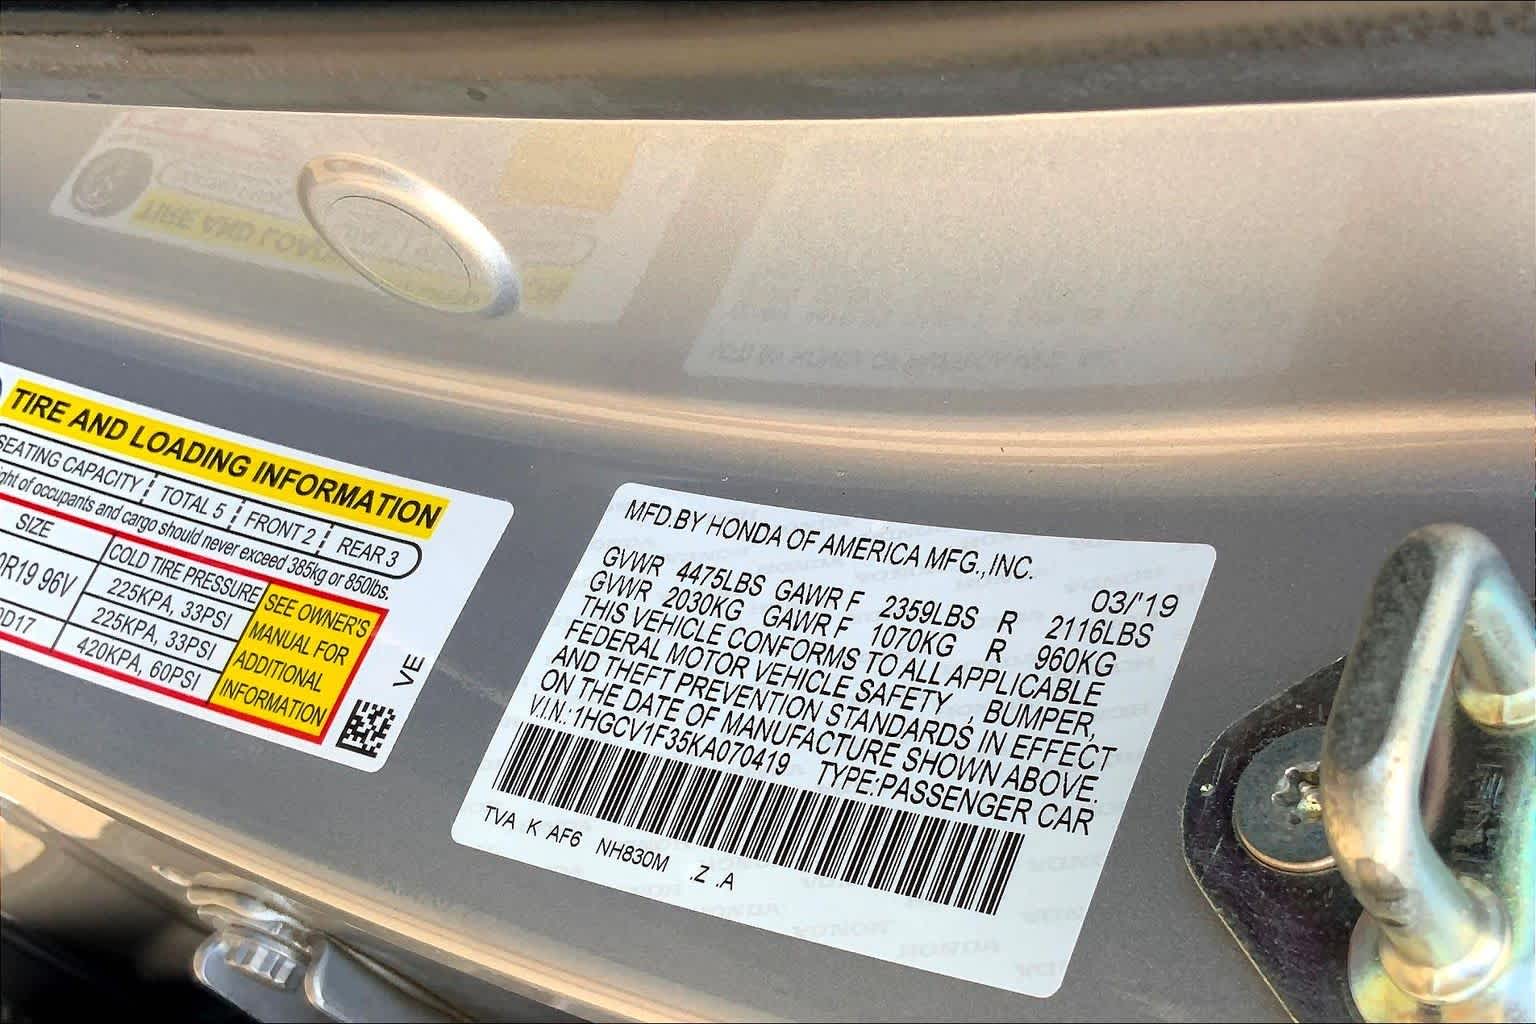 TIRE AND LOADING INFORMATION
SEATING CAPACITY TOTAL 5 FRONT 2 REAR 3
of occupants and cargo should never exceed 385kg or 850lbs.
SIZE COLD TIRE PRESSURE
R19 96V 225KPA, 33PSI
225KPA, 33PSI
D17 420KPA, 60PSI
SEE OWNER'S
MANUAL FOR
ADDITIONAL
INFORMATION
VE
MFD.BY HONDA OF AMERICA MFG.,INC.
03/'19
GVWR 4475LBS GAWR F 2359LBS R 2116LBS
GVWR 2030KG GAWR F 1070KG R 960KG
THIS VEHICLE CONFORMS TO ALL APPLICABLE
FEDERAL MOTOR VEHICLE SAFETY , BUMPER,
AND THEFT PREVENTION STANDARDS IN EFFECT
ON THE DATE OF MANUFACTURE SHOWN ABOVE.
V.I.N.: 1HGCV1F35KA070419 TYPE:PASSENGER CAR
TVA K AF6 NH830M .Z .A